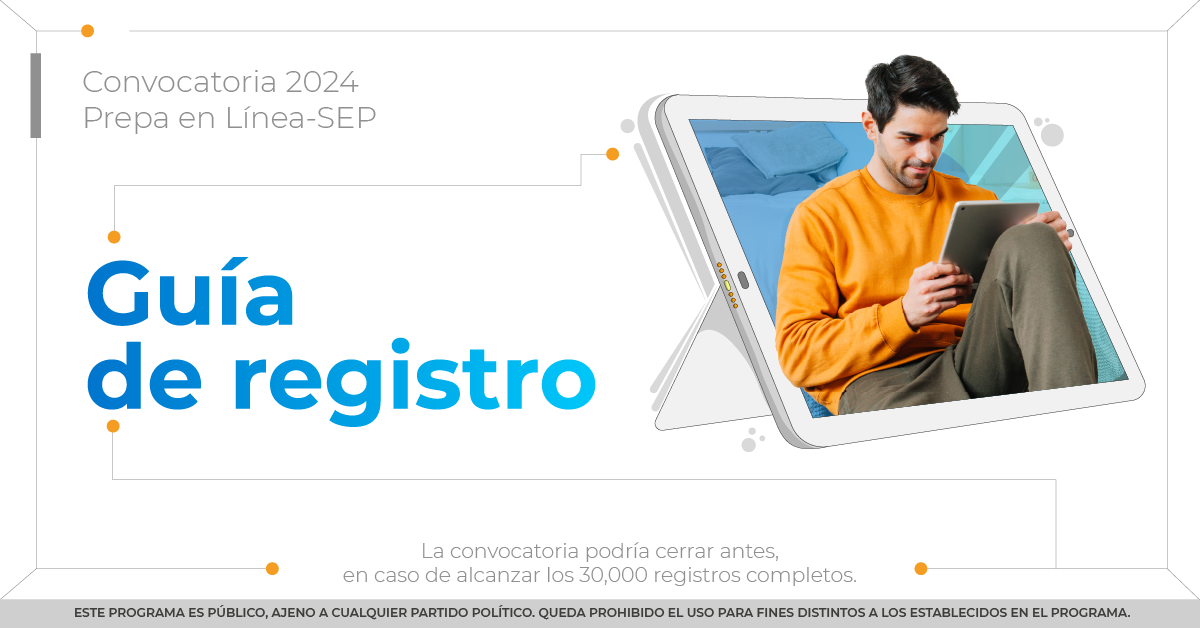 Convocatoria 2024
Prepa en Línea-SEP
Guía
de registro
La convocatoria podría cerrar antes,
en caso de alcanzar los 30,000 registros completos.
ESTE PROGRAMA ES PÚBLICO, AJENO A CUALQUIER PARTIDO POLÍTICO. QUEDA PROHIBIDO EL USO PARA FINES DISTINTOS A LOS ESTABLECIDOS EN EL PROGRAMA.